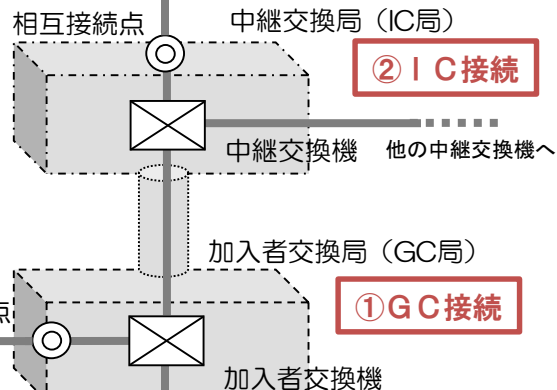 相互接続点
中継交換局（IC局）
②ＩＣ接続
中継交換機
他の中継交換機へ
加入者交換局（GC局）
①ＧＣ接続
点
加入者交換機